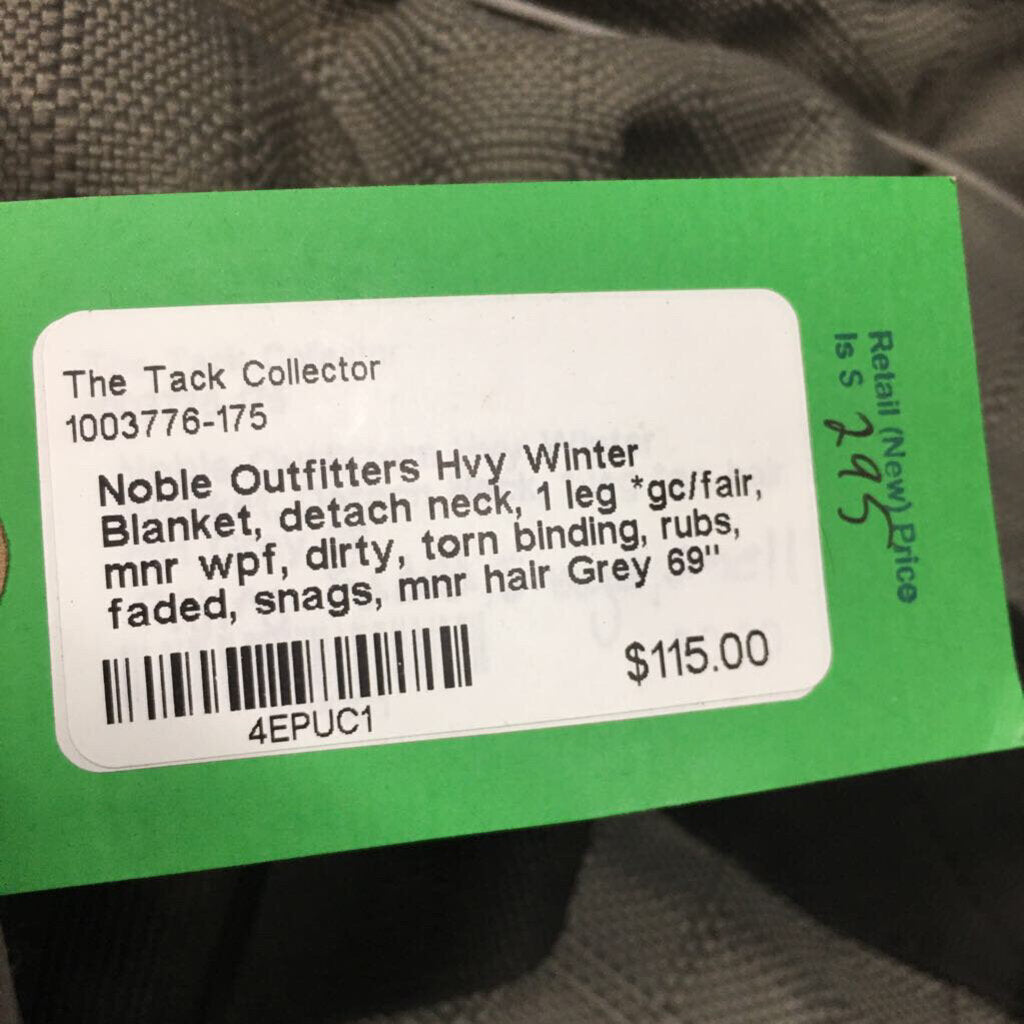 The Tack Collector
1003776-175
Noble Outfitters Hvy Winter
Blanket, detach neck, 1 leg *gc/fair,
mnr wpf, dirty, torn binding, rubs,
faded, snags, mnr hair Grey 69"
4EPUC1
$115.00
Retail (New) Price
Is $ 295